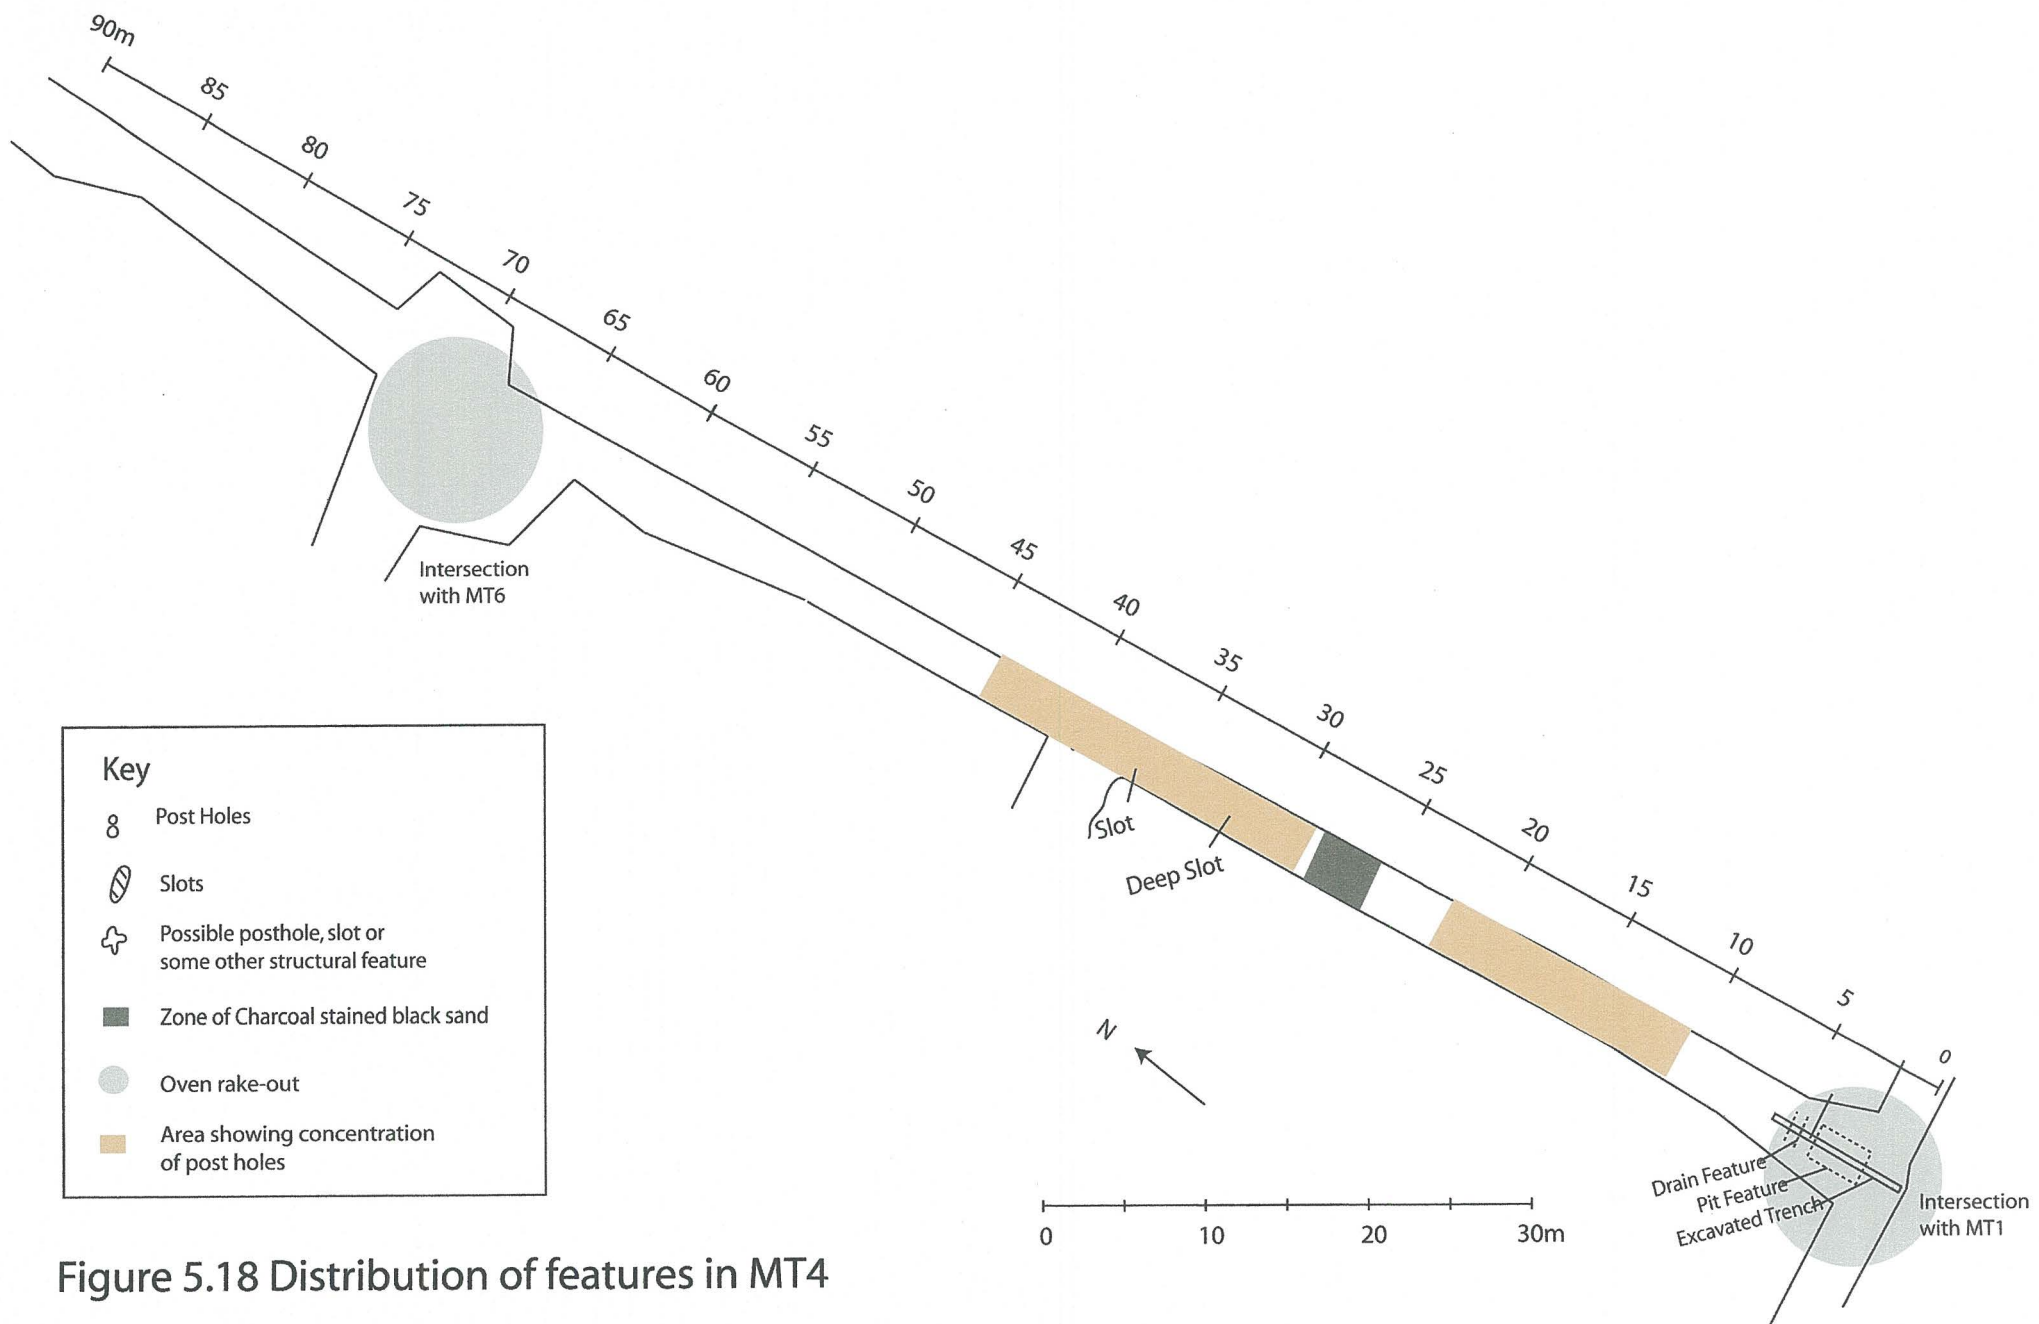 90m
85
80
75
70
65
60
55
50
45
40
35
30
25
20
15
10
5
0
Intersection
with MT6
Slot
Deep Slot
Key
8 Post Holes
Slots
Possible posthole, slot or
some other structural feature
Zone of Charcoal stained black sand
Oven rake-out
Area showing concentration
of post holes
N
Drain Feature
Pit Feature
Excavated Trench
Intersection
with MT1
0 10 20 30m
Figure 5.18 Distribution of features in MT4